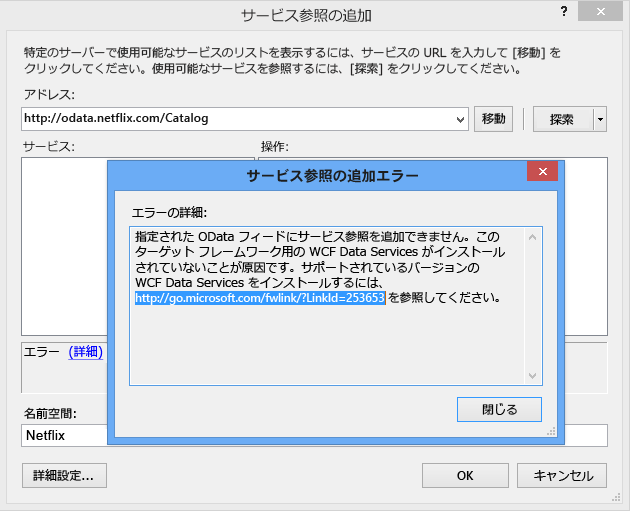 サービス参照の追加
?
特定のサーバーで使用可能なサービスのリストを表示するには、サービスの URL を入力して [移動] を
クリックしてください。使用可能なサービスを参照するには、[探索] をクリックしてください。
アドレス:
http://odata.netflix.com/Catalog
移動
探索
サービス:
操作:
サービス参照の追加エラー
エラーの詳細:
指定された OData フィードにサービス参照を追加できません。この
ターゲット フレームワーク用の WCF Data Services がインストール
されていないことが原因です。サポートされているバージョンの
WCF Data Services をインストールするには、
http://go.microsoft.com/fwlink/?LinkId=253653 を参照してください。
閉じる
エラー (詳細)
名前空間:
Netflix
詳細設定...
OK
キャンセル